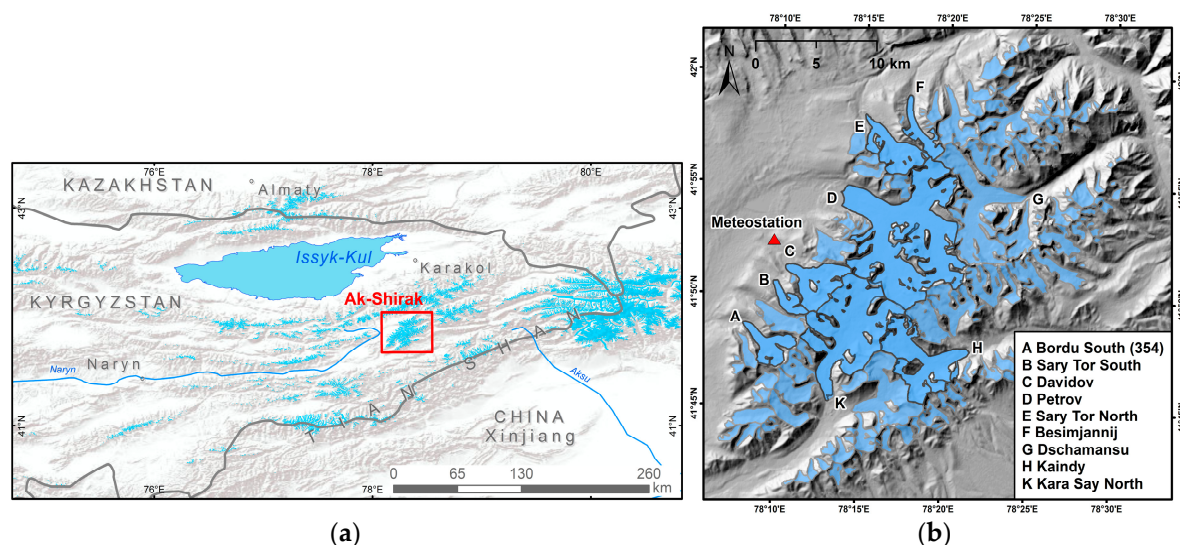 76°E
78°E
80°E
KAZAKHSTAN
Almaty
43°N
43°N
Issyk-Kul
Karakol
KYRGYZSTAN
Ak-Shirak
Naryn
Naryn
Aksu
TIAN SHAN
CHINA
Xinjiang
41°N
41°N
0 65 130 260
km
76°E
78°E
(a)
78°10'E 78°15'E 78°20'E 78°25'E 78°30'E
N
0 5 10 km
42°N
F
E
41°55'N
D
G
Meteostation
C
B
41°50'N
A
H
41°45'N
K
A Bordu South (354)
B Sary Tor South
C Davidov
D Petrov
E Sary Tor North
F Besimjannij
G Dschamansu
H Kaindy
K Kara Say North
78°10'E 78°15'E 78°20'E 78°25'E 78°30'E
(b)